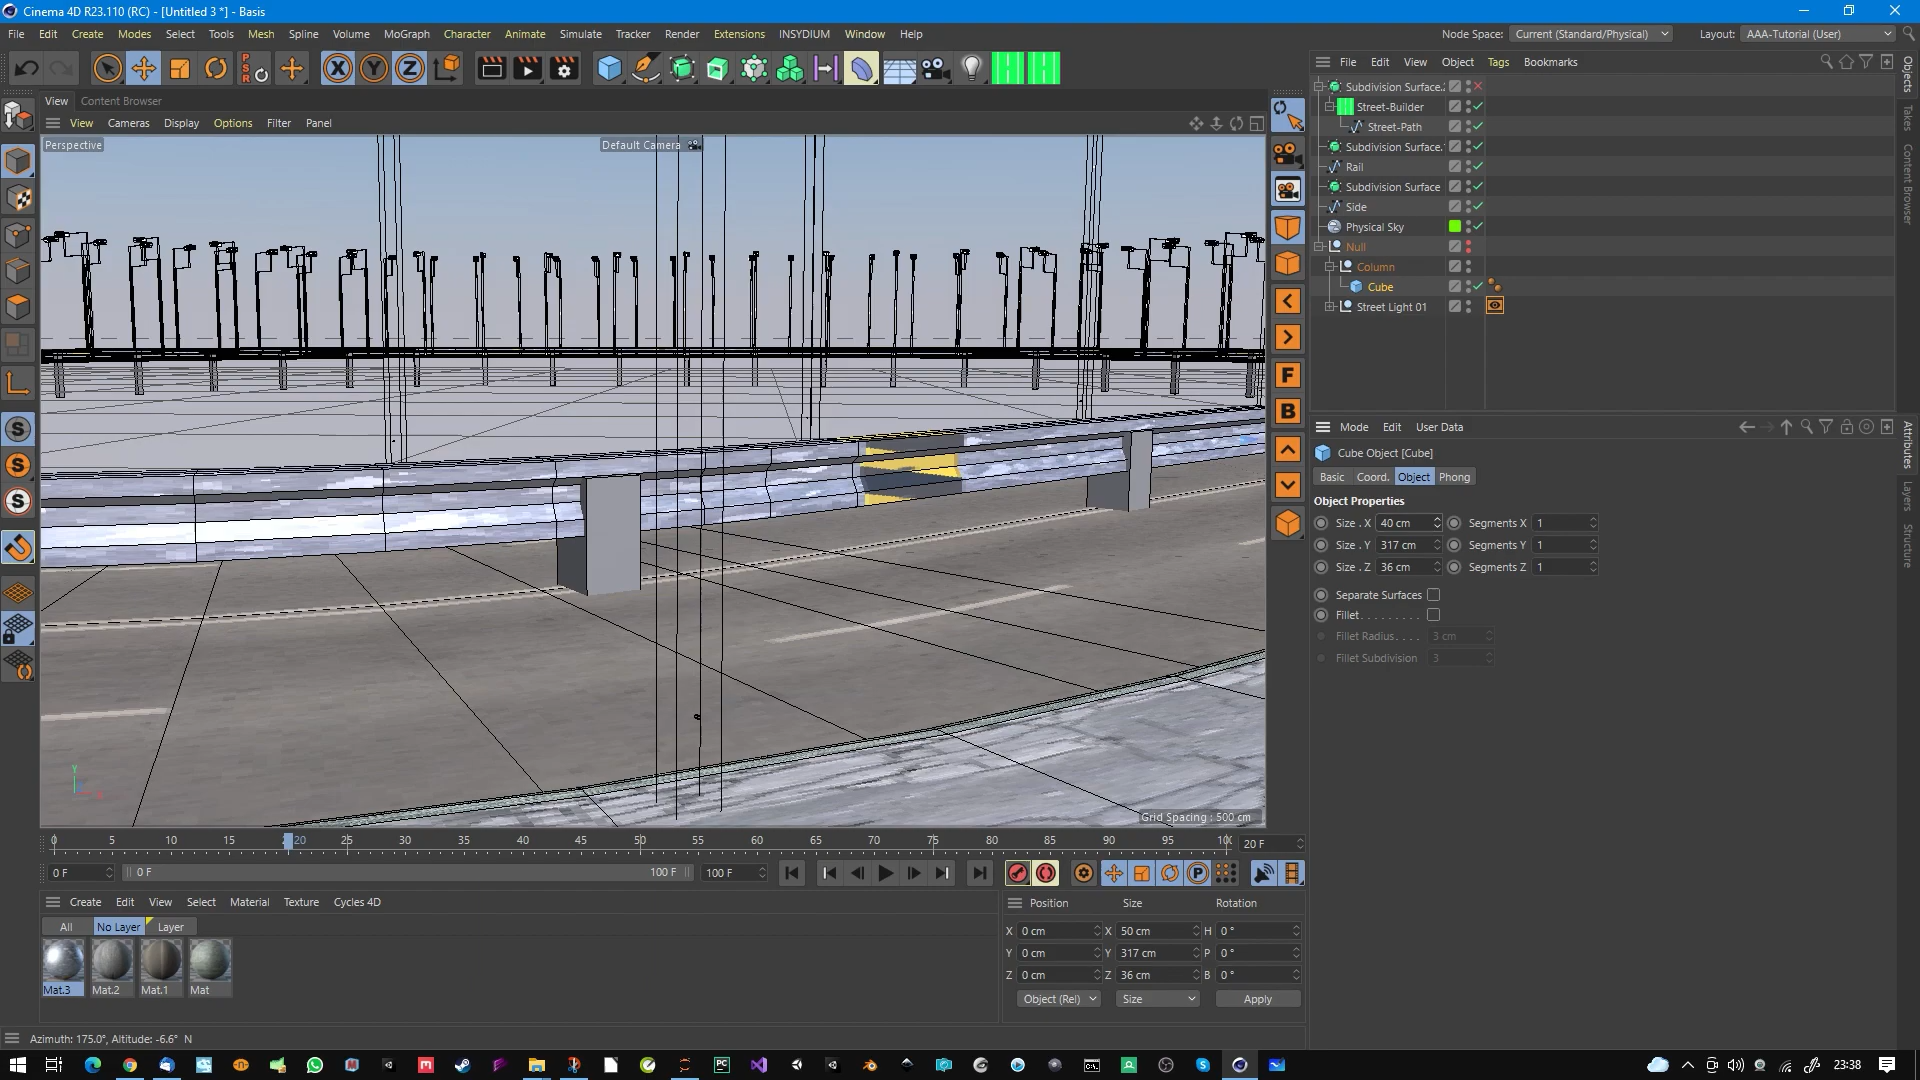 Cinema 4D R23.110 (RC) - [Untitled 3 *] - Basis
File Edit Create Modes Select Tools Mesh Spline Volume MoGraph Character Animate Simulate Tracker Render Extensions INSYDIUM Window Help
Node Space: Current (Standard/Physical) Layout: AAA-Tutorial (User)
PSR X Y Z
View Content Browser
View Cameras Display Options Filter Panel
Perspective
Default Camera
Grid Spacing : 500 cm
Y
S
S
S
F
B
File Edit View Object Tags Bookmarks
Subdivision Surface.
Street-Builder
Street-Path
Subdivision Surface.
Rail
Subdivision Surface
Side
Physical Sky
Null
Column
Cube
Street Light 01
Objects
Takes
Content Browser
Mode Edit User Data
Cube Object [Cube]
Basic Coord. Object Phong
Object Properties
Size . X 40 cm Segments X 1
Size . Y 317 cm Segments Y 1
Size . Z 36 cm Segments Z 1
Separate Surfaces
Fillet . . . . . . . . .
Fillet Radius . . . . 3 cm
Fillet Subdivision 3
Attributes
Layers
Structure
0 5 10 15 20 25 30 35 40 45 50 55 60 65 70 75 80 85 90 95 10 20 F
0 F 0 F 100 F 100 F
P
Create Edit View Select Material Texture Cycles 4D
All No Layer Layer
Mat.3 Mat.2 Mat.1 Mat
Position Size Rotation
X 0 cm X 50 cm H 0 °
Y 0 cm Y 317 cm P 0 °
Z 0 cm Z 36 cm B 0 °
Object (Rel) Size Apply
Azimuth: 175.0°, Altitude: -6.6° N
23:38